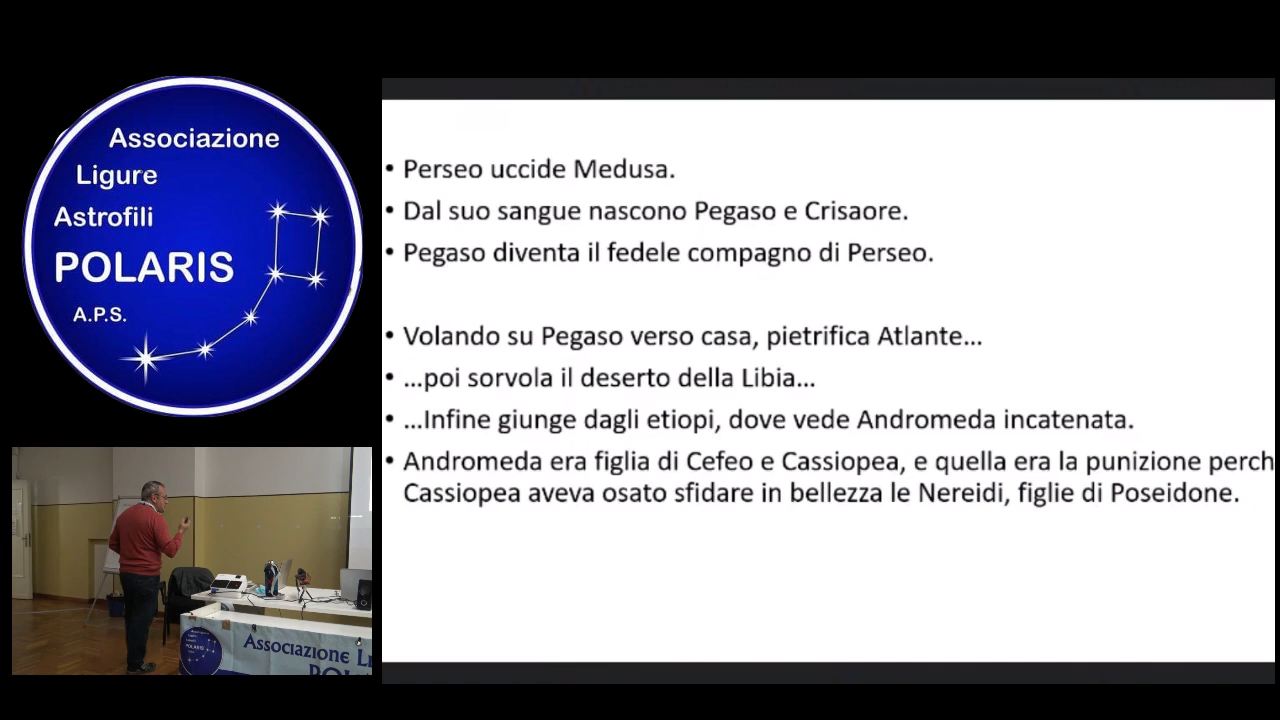 Associazione
Ligure
Astrofili
POLARIS
A.P.S.
• Perseo uccide Medusa.
• Dal suo sangue nascono Pegaso e Crisaore.
• Pegaso diventa il fedele compagno di Perseo.
• Volando su Pegaso verso casa, pietrifica Atlante...
• ...poi sorvola il deserto della Libia...
• ...Infine giunge dagli etiopi, dove vede Andromeda incatenata.
• Andromeda era figlia di Cefeo e Cassiopea, e quella era la punizione perch
Cassiopea aveva osato sfidare in bellezza le Nereidi, figlie di Poseidone.
Associazione Li
POL